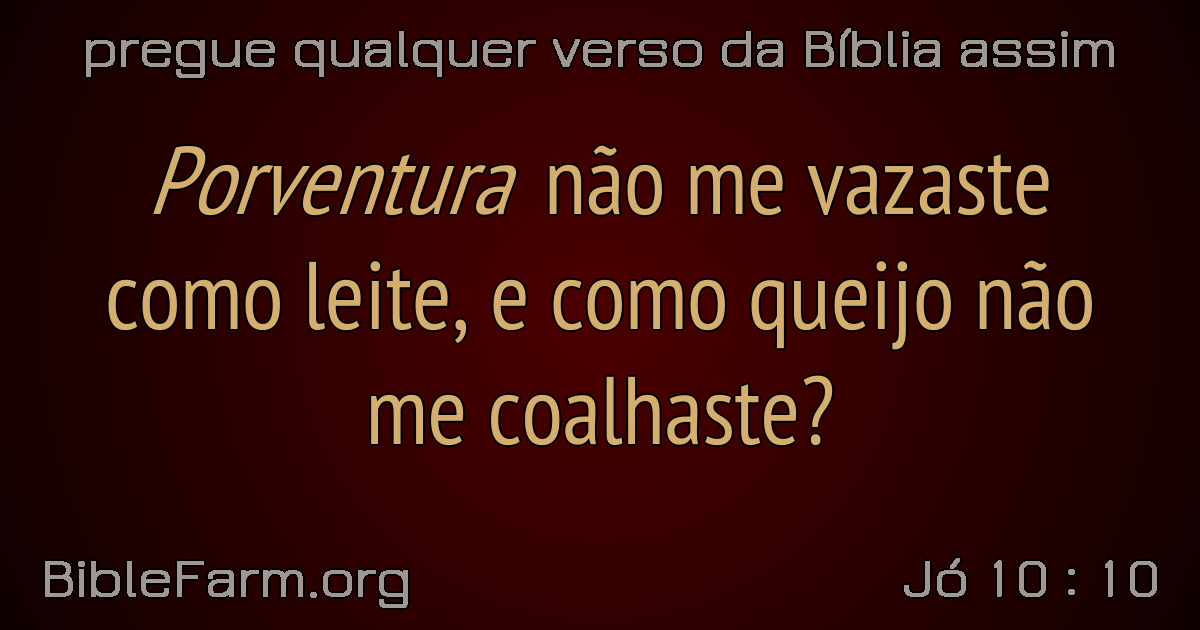 pregue qualquer verso da Bíblia assim
Porventura não me vazaste
como leite, e como queijo não
me coalhaste?
BibleFarm.org
Jó 10 : 10